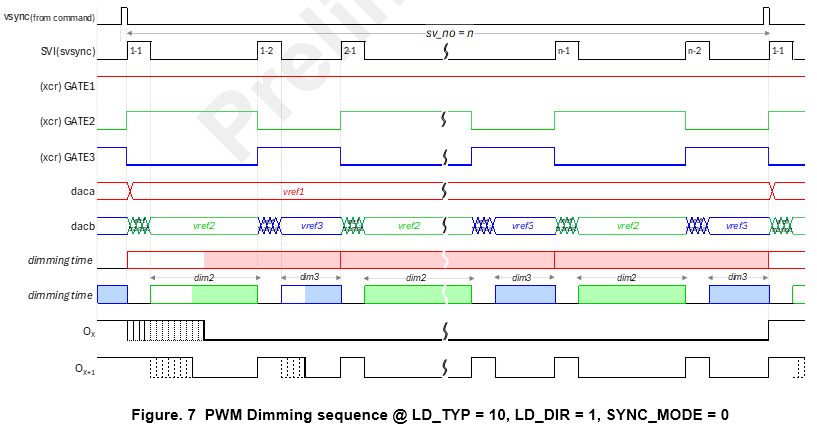 Prelim
vsync(from command)
sv_no = n
SVI(svsync)
1-1 1-2 2-1 n-1 n-2 1-1
(xcr) GATE1
(xcr) GATE2
(xcr) GATE3
daca vref1
dacb vref2 vref3 vref2 vref3 vref2 vref3
dimming time
dim2 dim3 dim2 dim3 dim2 dim3
dimming time
Ox
Ox+1
Figure. 7 PWM Dimming sequence @ LD_TYP = 10, LD_DIR = 1, SYNC_MODE = 0